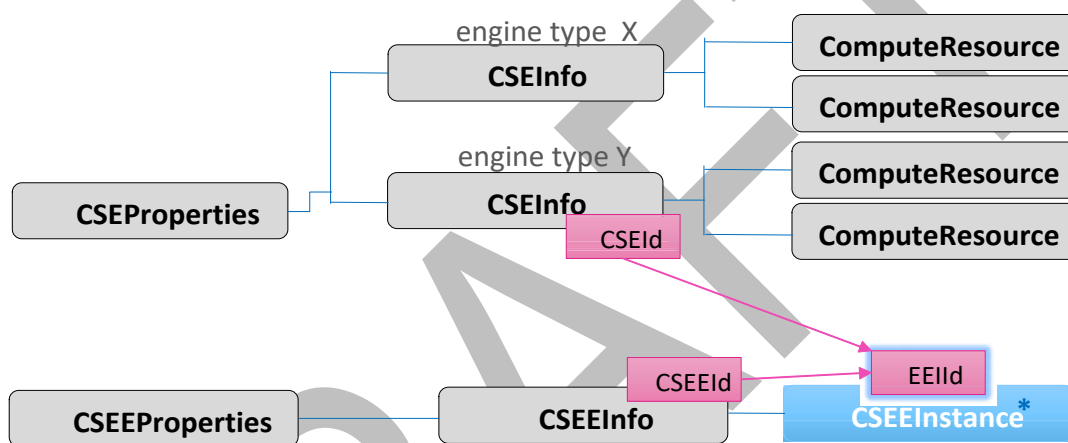 engine type X
CSEInfo
ComputeResource
ComputeResource
engine type Y
CSEInfo
ComputeResource
ComputeResource
CSEProperties
CSEId
CSEEId
EEIId
CSEEProperties
CSEEInfo
CSEEInstance*